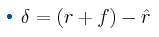 • δ = (r + f) − r̂